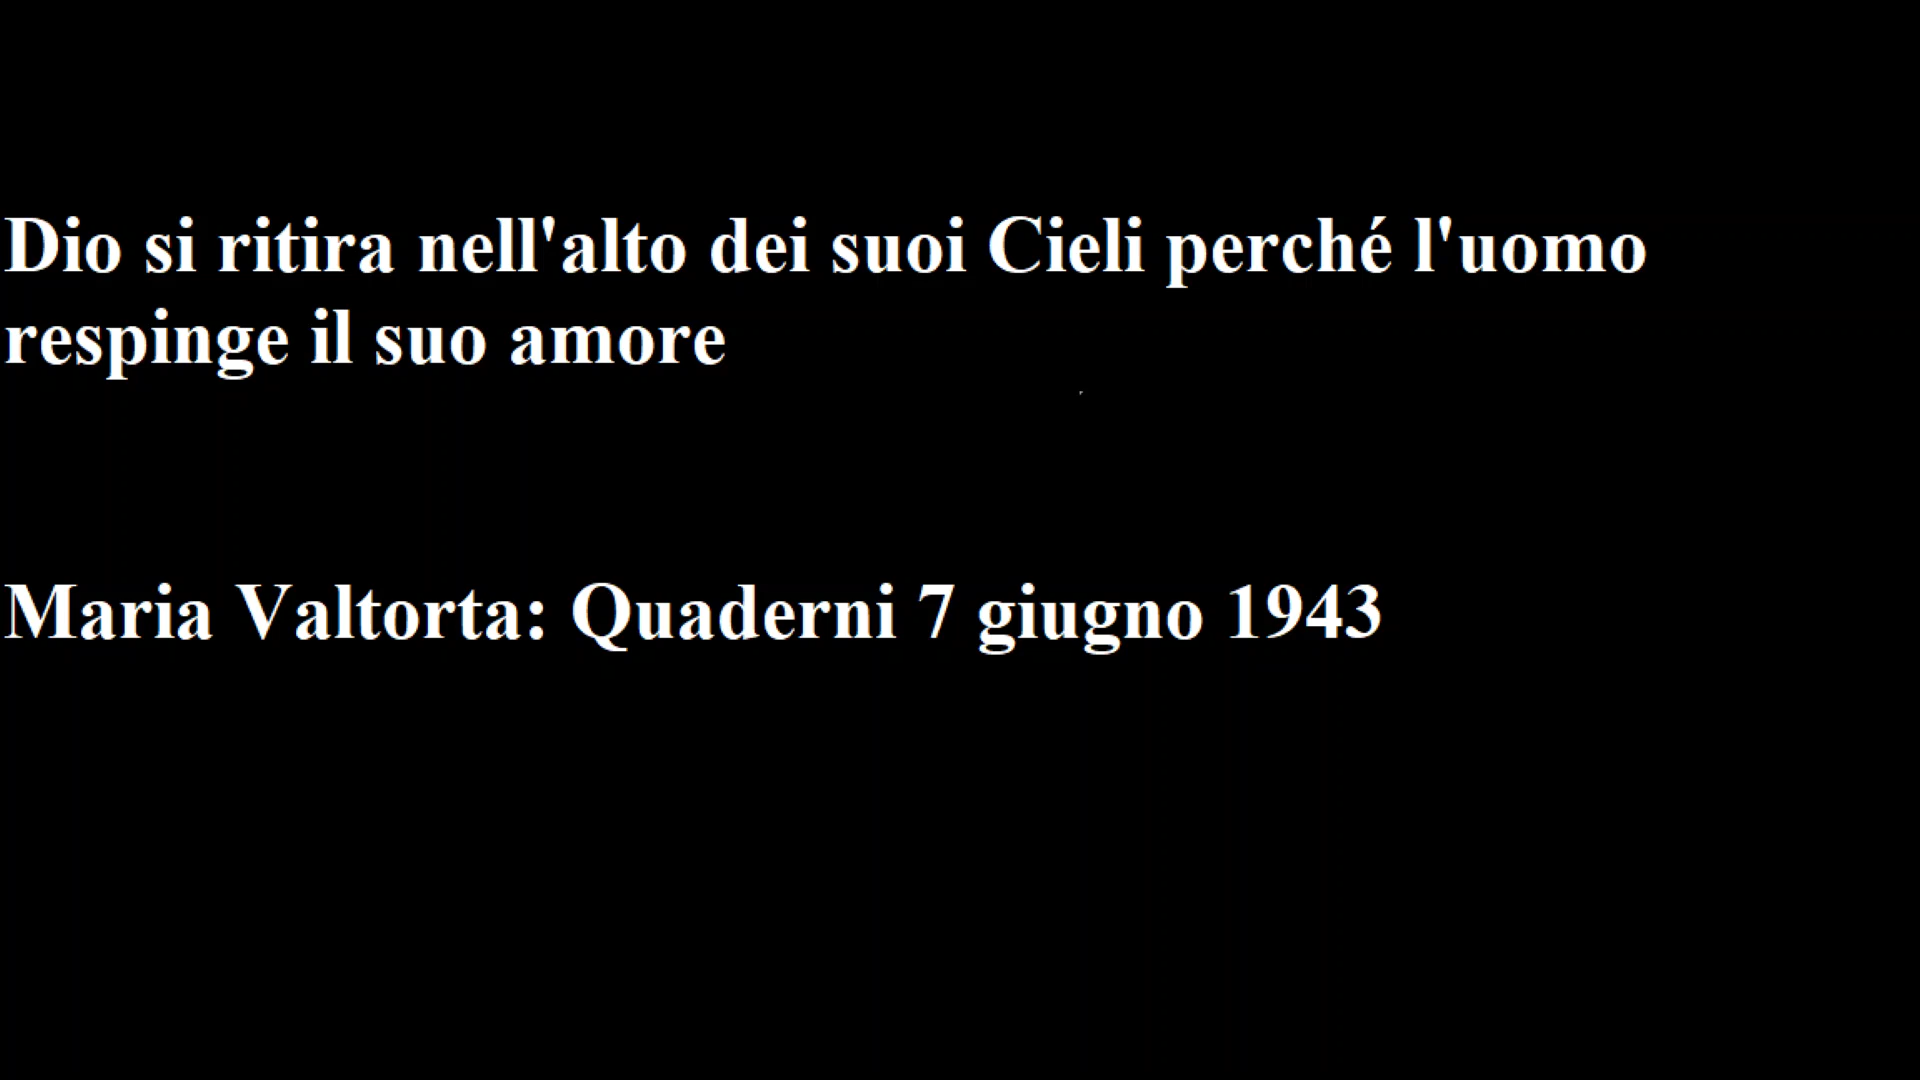 Dio si ritira nell'alto dei suoi Cieli perché l'uomo
respinge il suo amore
Maria Valtorta: Quaderni 7 giugno 1943